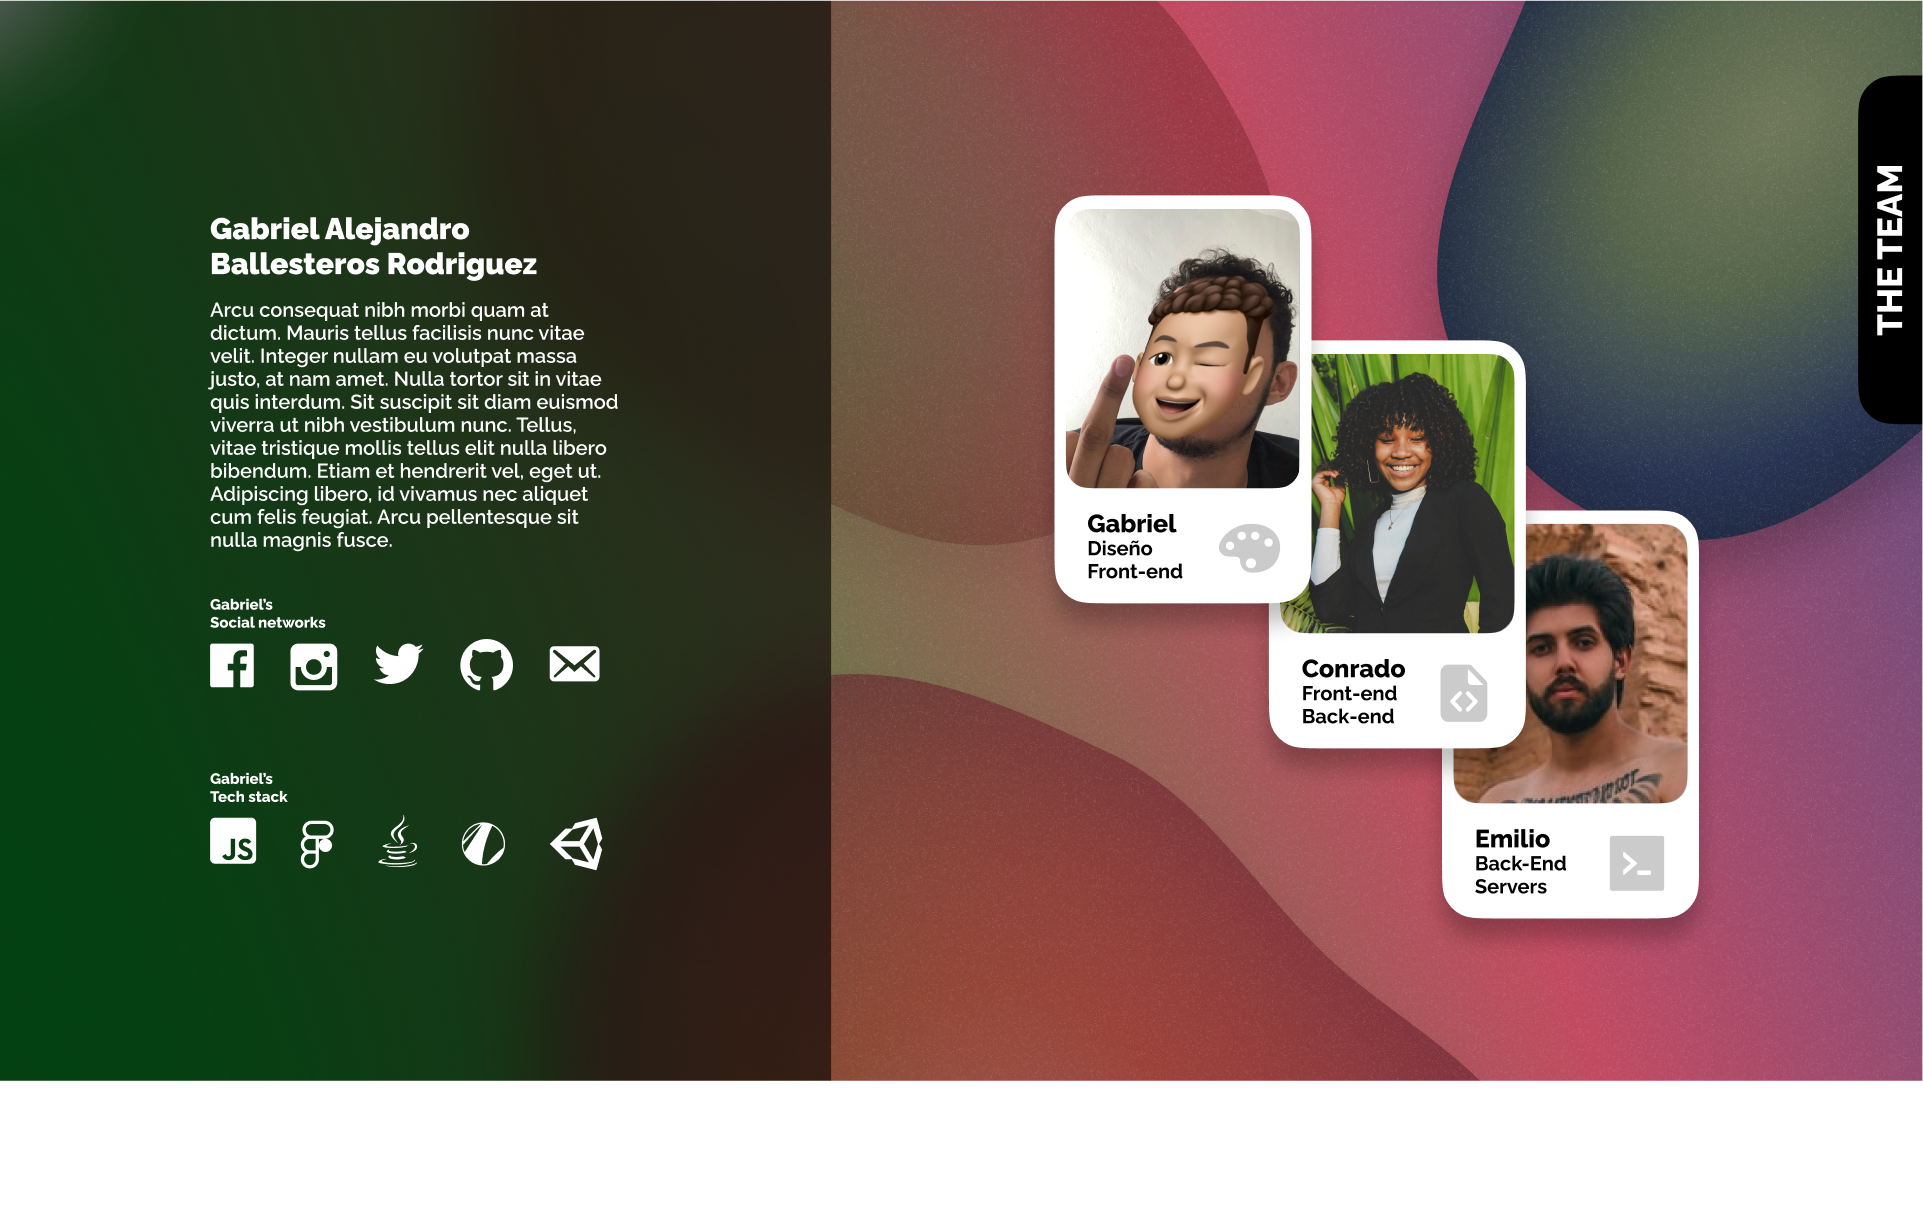 Gabriel Alejandro
Ballesteros Rodriguez
Arcu consequat nibh morbi quam at
dictum. Mauris tellus facilisis nunc vitae
velit. Integer nullam eu volutpat massa
justo, at nam amet. Nulla tortor sit in vitae
quis interdum. Sit suscipit sit diam euismod
viverra ut nibh vestibulum nunc. Tellus,
vitae tristique mollis tellus elit nulla libero
bibendum. Etiam et hendrerit vel, eget ut.
Adipiscing libero, id vivamus nec aliquet
cum felis feugiat. Arcu pellentesque sit
nulla magnis fusce.
Gabriel’s
Social networks
Gabriel’s
Tech stack
JS
Gabriel
Diseño
Front-end
Conrado
Front-end
Back-end
Emilio
Back-End
Servers
THE TEAM